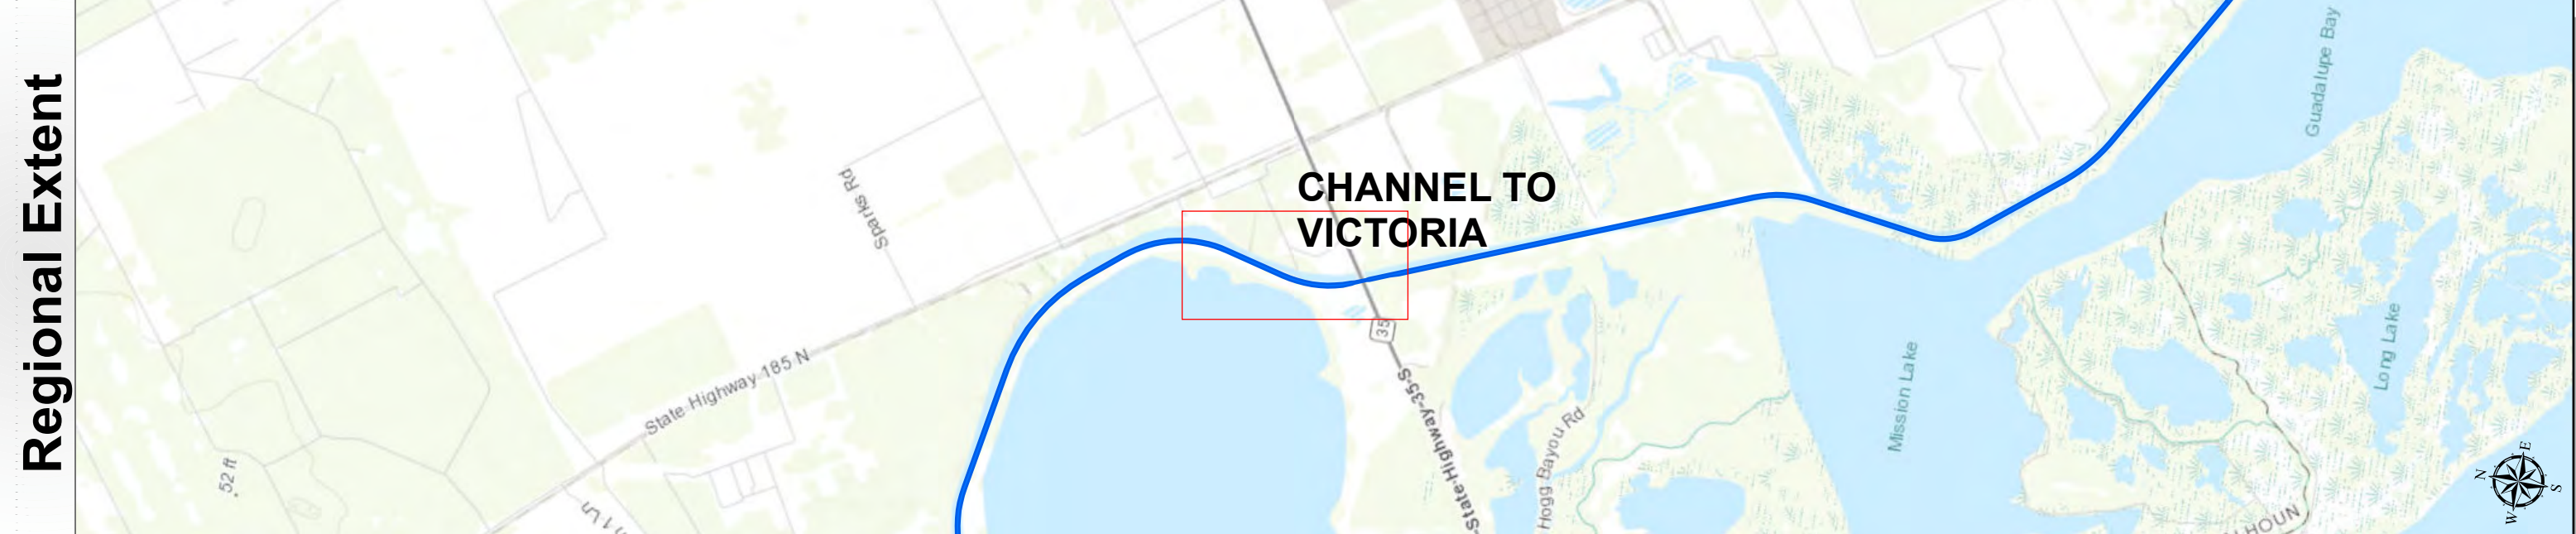 Regional Extent
Guadalupe Bay
Sparks Rd
CHANNEL TO
VICTORIA
35
State Highway 185 N
State-Highway-35-S
Mission Lake
Long Lake
Hogg Bayou Rd
52 ft
N
E
S
W